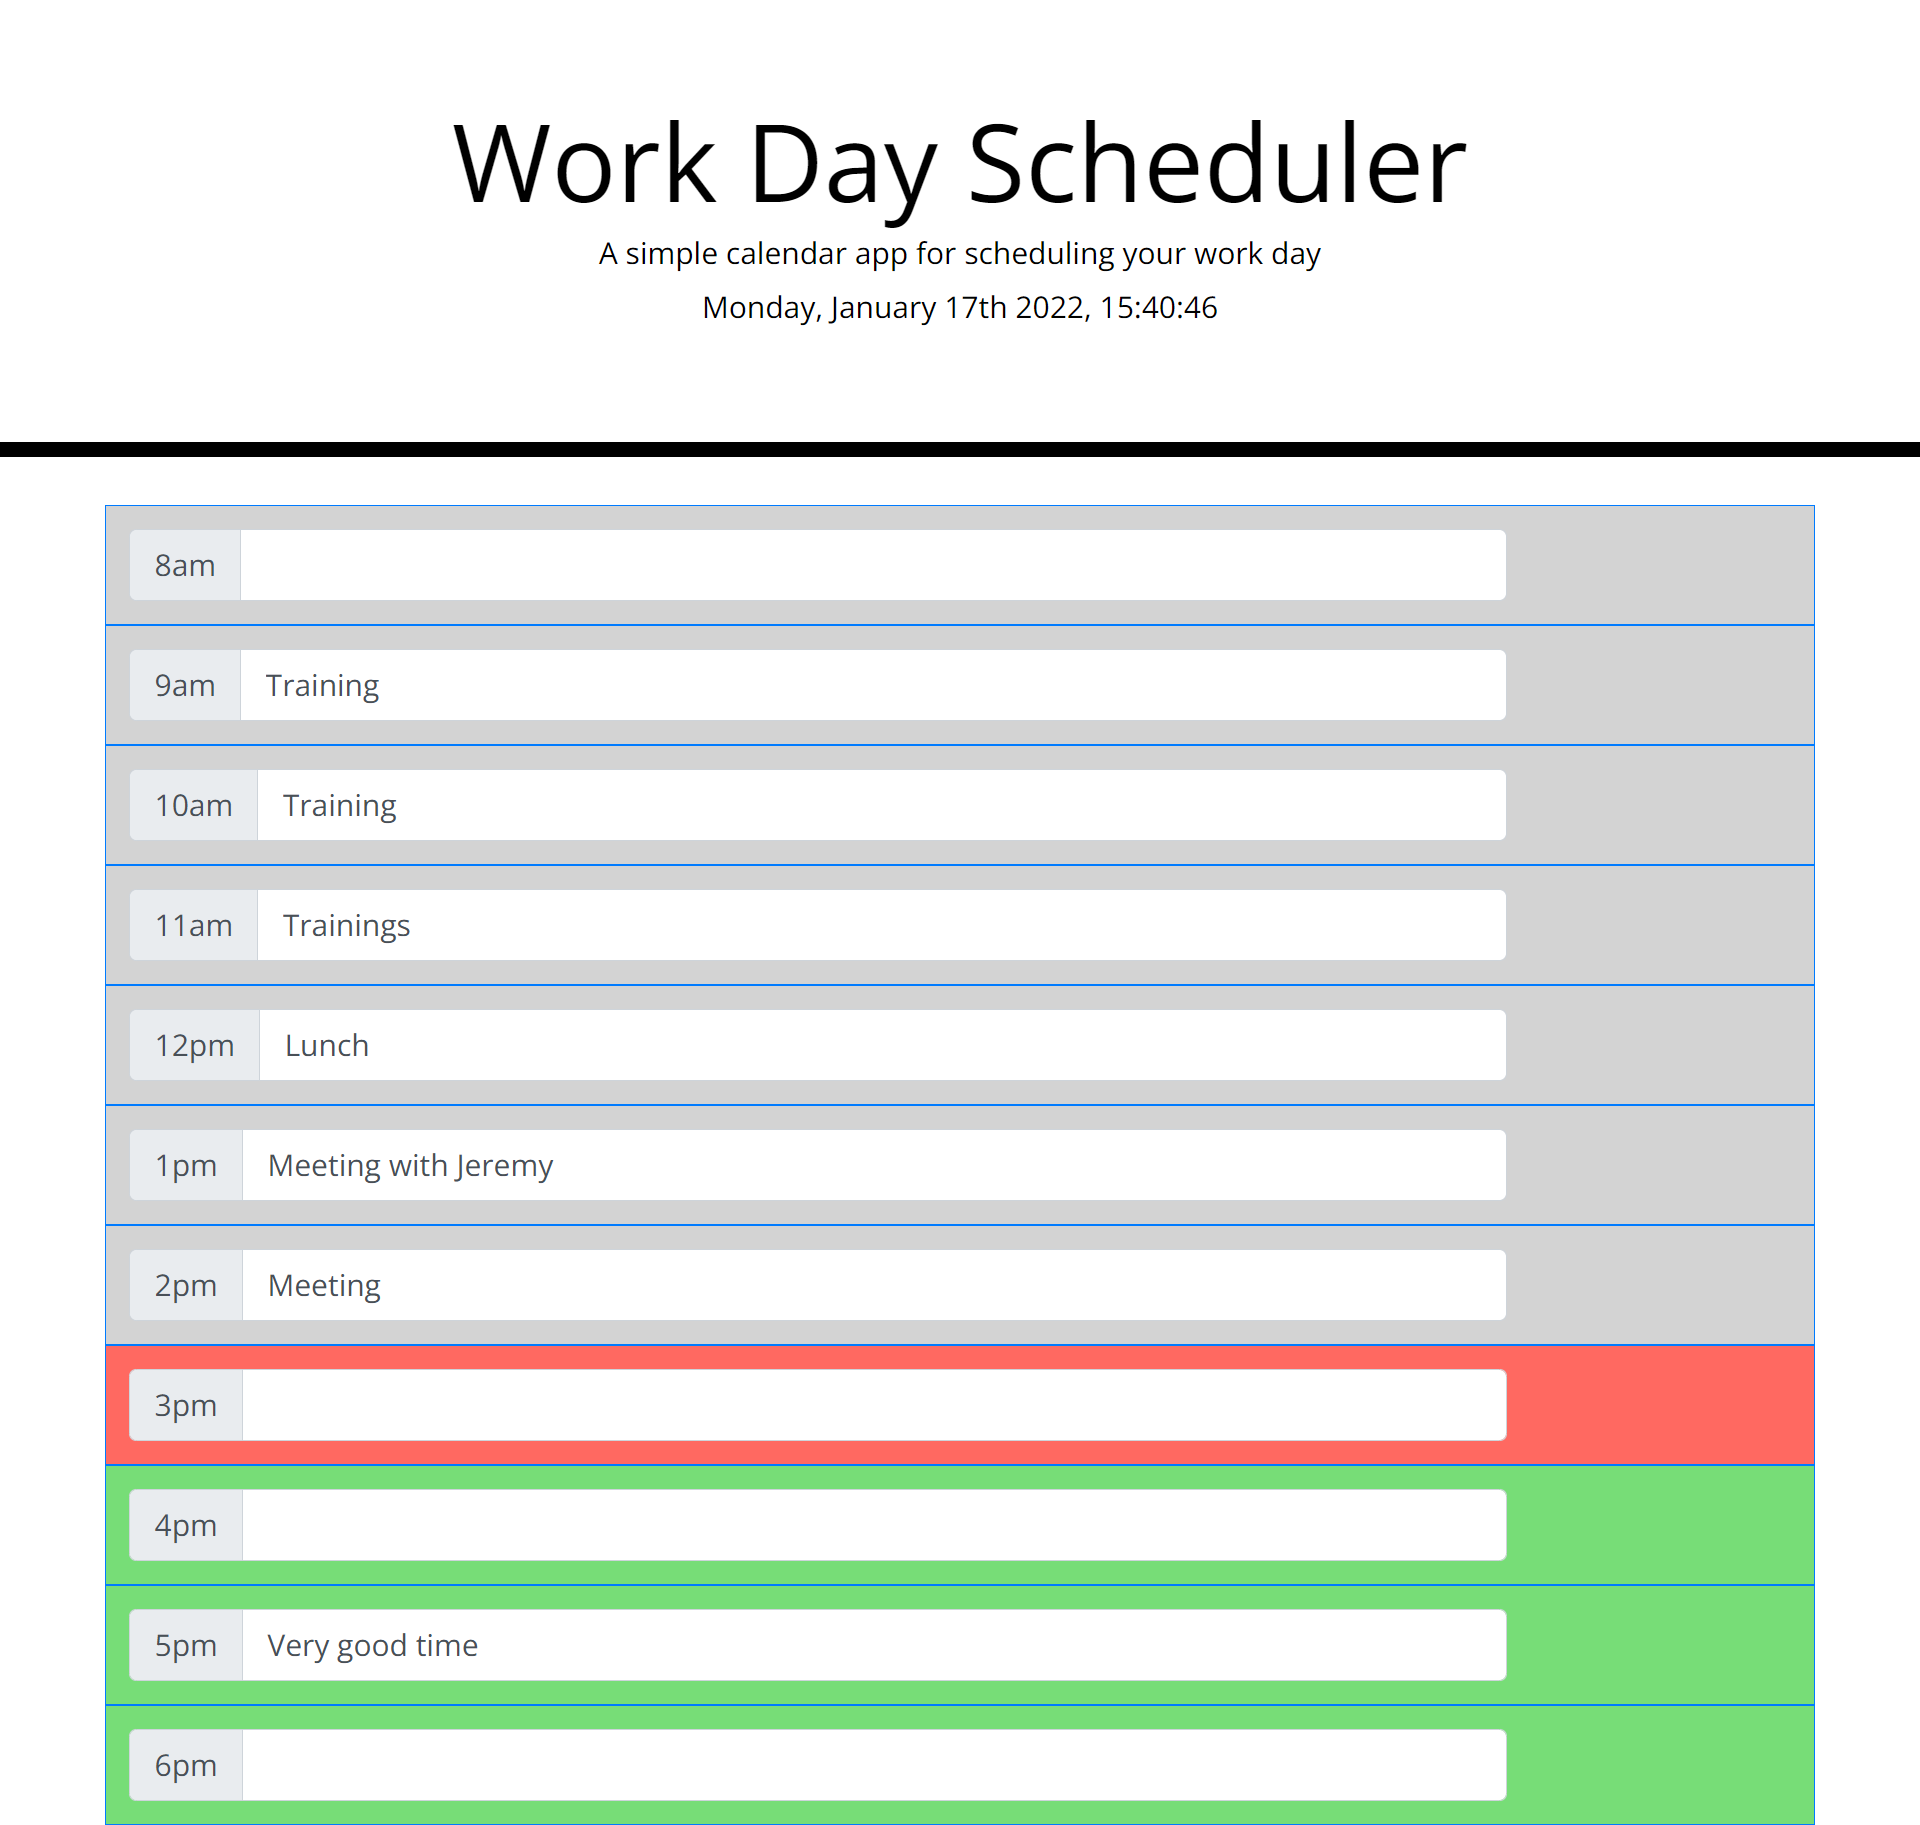 Work Day Scheduler
A simple calendar app for scheduling your work day
Monday, January 17th 2022, 15:40:46
8am
9am Training
10am Training
11am Trainings
12pm Lunch
1pm Meeting with Jeremy
2pm Meeting
3pm
4pm
5pm Very good time
6pm